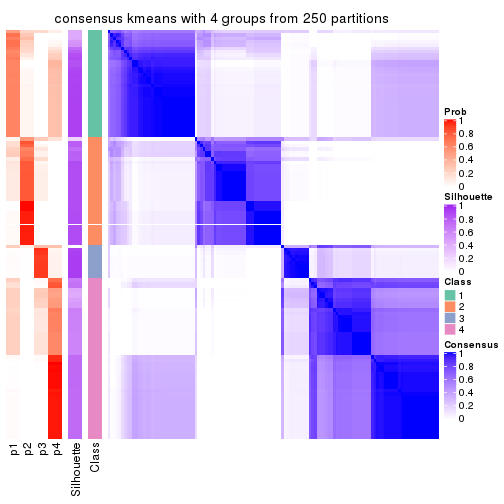 consensus kmeans with 4 groups from 250 partitions
Prob
1
0.8
0.6
0.4
0.2
0
Silhouette
1
0.8
0.6
0.4
0.2
0
Class
1
2
3
4
Consensus
1
0.8
0.6
0.4
0.2
0
p1
p2
p3
p4
Silhouette
Class